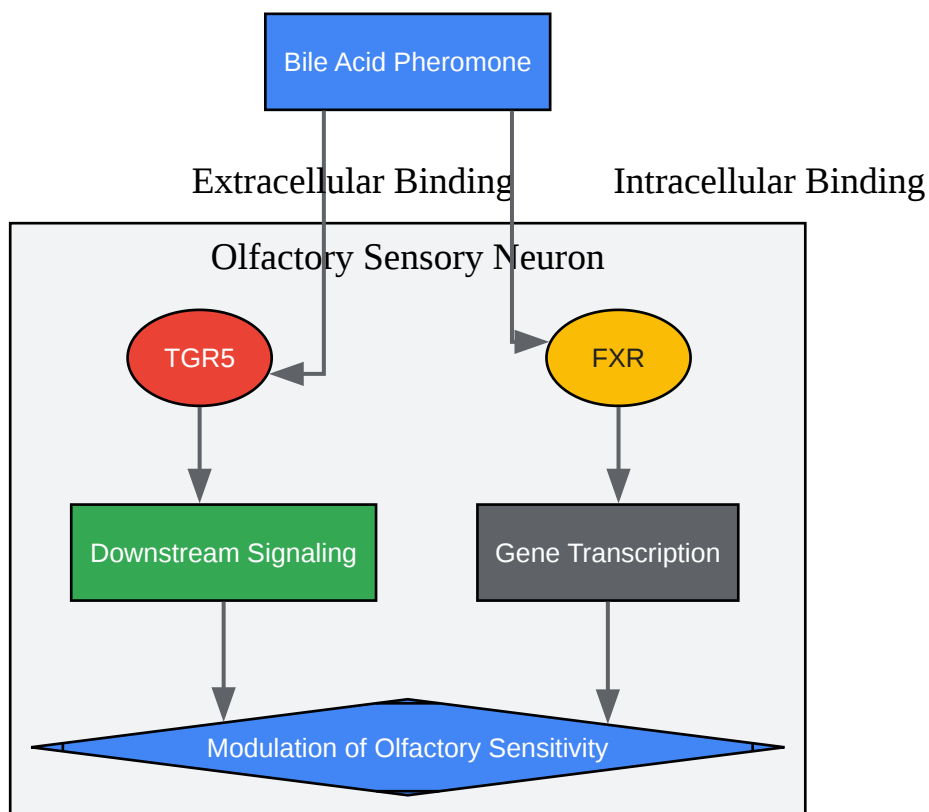 Bile Acid Pheromone
Extracellular Binding
Intracellular Binding
Olfactory Sensory Neuron
TGR5
FXR
Downstream Signaling
Gene Transcription
Modulation of Olfactory Sensitivity